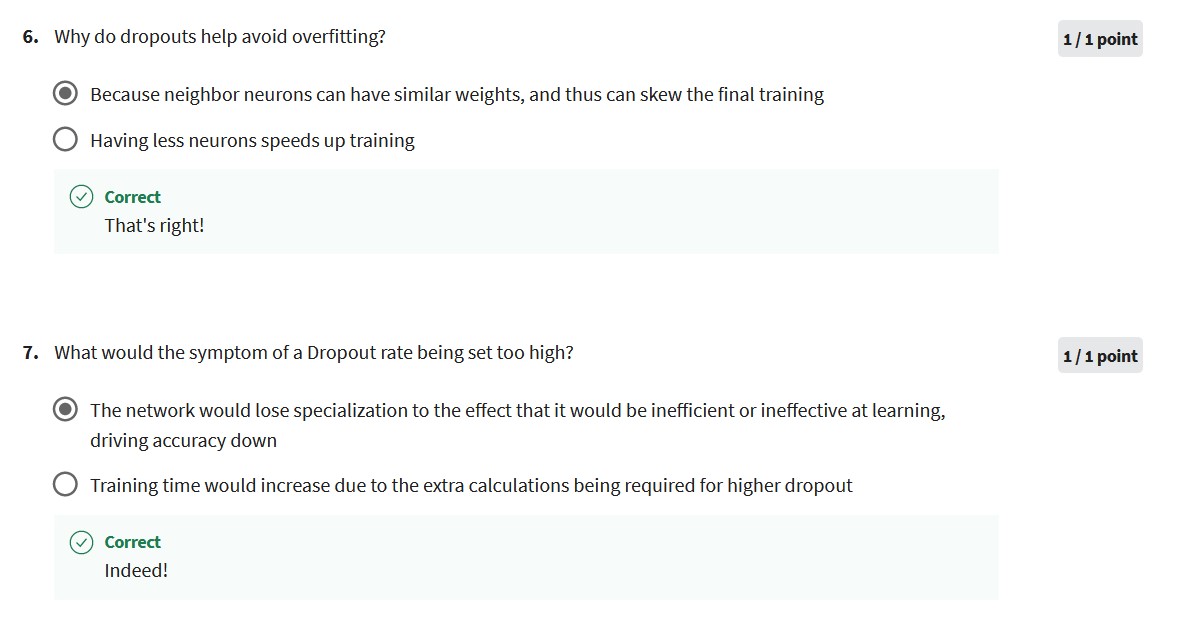 6. Why do dropouts help avoid overfitting?
1 / 1 point
Because neighbor neurons can have similar weights, and thus can skew the final training
Having less neurons speeds up training
Correct
That's right!
7. What would the symptom of a Dropout rate being set too high?
1 / 1 point
The network would lose specialization to the effect that it would be inefficient or ineffective at learning,
driving accuracy down
Training time would increase due to the extra calculations being required for higher dropout
Correct
Indeed!